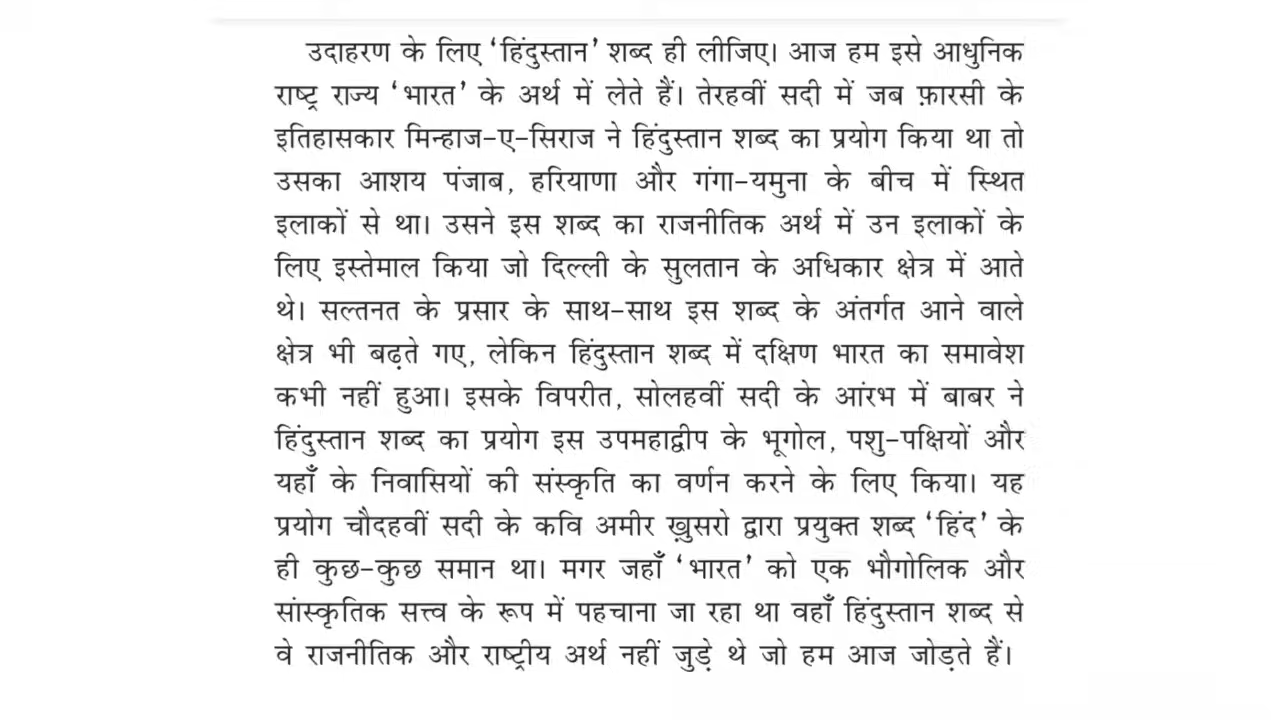 उदाहरण के लिए ‘हिंदुस्तान’ शब्द ही लीजिए। आज हम इसे आधुनिक
राष्ट्र राज्य ‘भारत’ के अर्थ में लेते हैं। तेरहवीं सदी में जब फ़ारसी के
इतिहासकार मिन्हाज-ए-सिराज ने हिंदुस्तान शब्द का प्रयोग किया था तो
उसका आशय पंजाब, हरियाणा और गंगा-यमुना के बीच में स्थित
इलाकों से था। उसने इस शब्द का राजनीतिक अर्थ में उन इलाकों के
लिए इस्तेमाल किया जो दिल्ली के सुलतान के अधिकार क्षेत्र में आते
थे। सल्तनत के प्रसार के साथ-साथ इस शब्द के अंतर्गत आने वाले
क्षेत्र भी बढ़ते गए, लेकिन हिंदुस्तान शब्द में दक्षिण भारत का समावेश
कभी नहीं हुआ। इसके विपरीत, सोलहवीं सदी के आंरभ में बाबर ने
हिंदुस्तान शब्द का प्रयोग इस उपमहाद्वीप के भूगोल, पशु-पक्षियों और
यहाँ के निवासियों की संस्कृति का वर्णन करने के लिए किया। यह
प्रयोग चौदहवीं सदी के कवि अमीर ख़ुसरो द्वारा प्रयुक्त शब्द ‘हिंद’ के
ही कुछ-कुछ समान था। मगर जहाँ ‘भारत’ को एक भौगोलिक और
सांस्कृतिक सत्त्व के रूप में पहचाना जा रहा था वहाँ हिंदुस्तान शब्द से
वे राजनीतिक और राष्ट्रीय अर्थ नहीं जुड़े थे जो हम आज जोड़ते हैं।